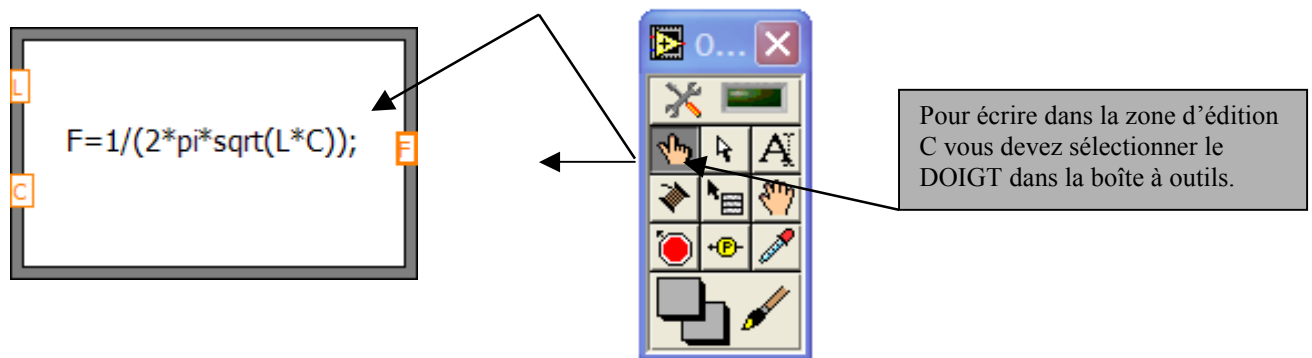 L
F=1/(2*pi*sqrt(L*C));
F
C
O...
A
P
Pour écrire dans la zone d'édition
C vous devez sélectionner le
DOIGT dans la boîte à outils.